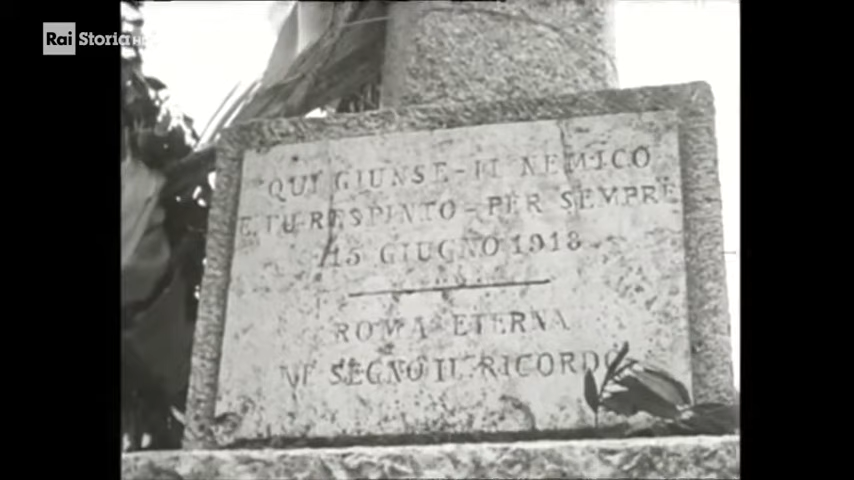 Rai Storia HD
QUI GIUNSE - IL NEMICO
E FU RESPINTO - PER SEMPRE
15 GIUGNO 1918
ROMA ETERNA
NE SEGNO IL RICORDO